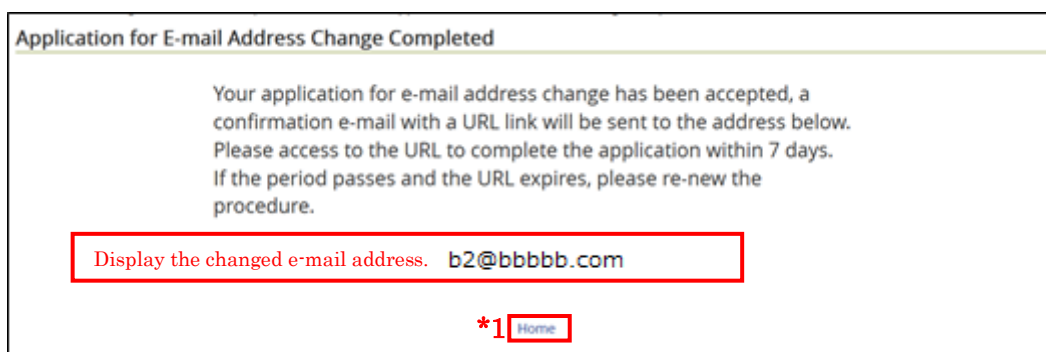 Application for E-mail Address Change Completed
Your application for e-mail address change has been accepted, a
confirmation e-mail with a URL link will be sent to the address below.
Please access to the URL to complete the application within 7 days.
If the period passes and the URL expires, please re-new the
procedure.
Display the changed e-mail address. b2@bbbbb.com
*1 Home